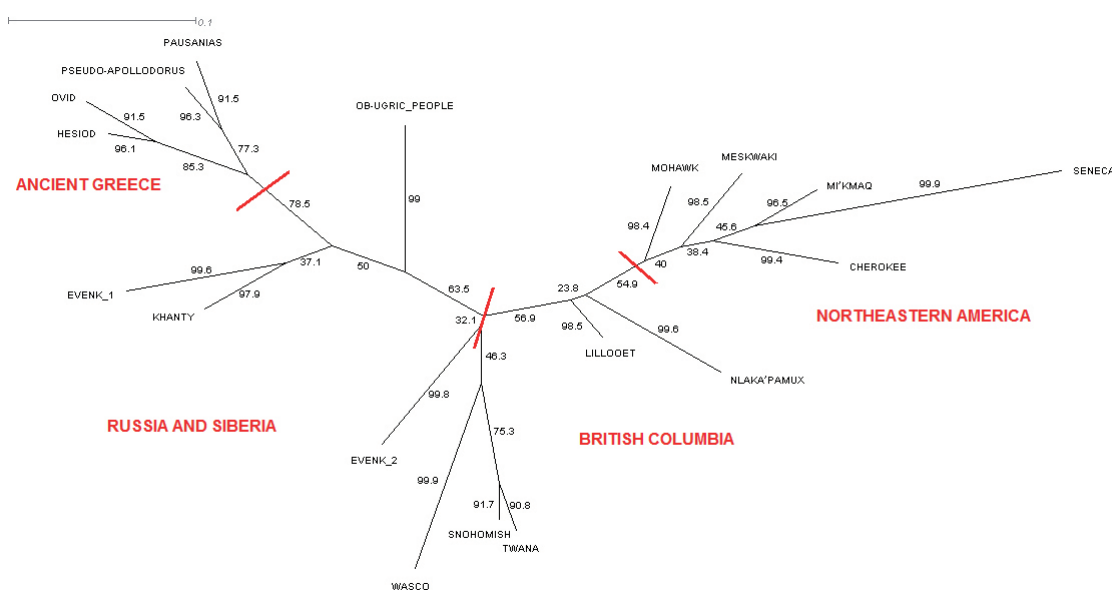 0.1
PAUSANIAS
PSEUDO-APOLLODORUS
OVID
91.5
91.5
96.3
OB-UGRIC_PEOPLE
HESIOD
96.1
77.3
85.3
MESKWAKI
MOHAWK
ANCIENT GREECE
MI'KMAQ
99.9
SENECA
78.5
99
98.5
96.5
98.4
45.6
38.4
99.4
40
CHEROKEE
99.6
37.1
50
EVENK_1
97.9
KHANTY
63.5
23.8
54.9
32.1
56.9
98.5
99.6
NORTHEASTERN AMERICA
LILLOOET
46.3
NLAKA'PAMUX
99.8
RUSSIA AND SIBERIA
75.3
BRITISH COLUMBIA
EVENK_2
99.9
91.7
90.8
SNOHOMISH
TWANA
WASCO